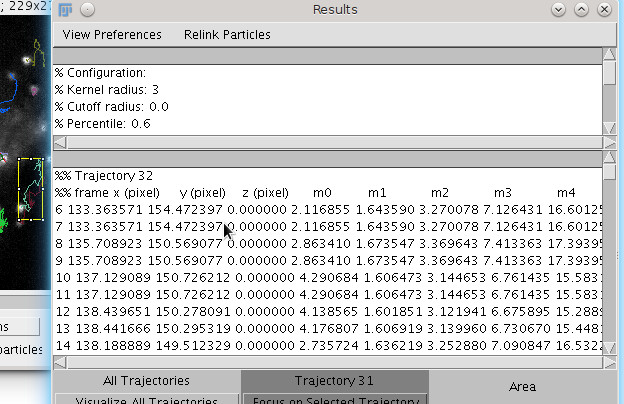 ; 229x2
Results
View Preferences Relink Particles
% Configuration:
% Kernel radius: 3
% Cutoff radius: 0.0
% Percentile: 0.6
%% Trajectory 32
%% frame x (pixel) y (pixel) z (pixel) m0 m1 m2 m3 m4
6 133.363571 154.472397 0.000000 2.116855 1.643590 3.270078 7.126431 16.60125
7 133.363571 154.472397 0.000000 2.116855 1.643590 3.270078 7.126431 16.60125
8 135.708923 150.569077 0.000000 2.863410 1.673547 3.369643 7.413363 17.39395
9 135.708923 150.569077 0.000000 2.863410 1.673547 3.369643 7.413363 17.39395
10 137.129089 150.726212 0.000000 4.290684 1.606473 3.144653 6.761435 15.5831
11 137.129089 150.726212 0.000000 4.290684 1.606473 3.144653 6.761435 15.5831
12 138.439651 150.278091 0.000000 4.138565 1.601851 3.121941 6.675895 15.2889
13 138.441666 150.295319 0.000000 4.176807 1.606919 3.139960 6.730670 15.4481
14 138.188889 149.512329 0.000000 2.735724 1.636219 3.252880 7.090847 16.5322
ns
articles
All Trajectories Trajectory 31 Area
Visualize All Trajectories Focus on Selected Trajectory